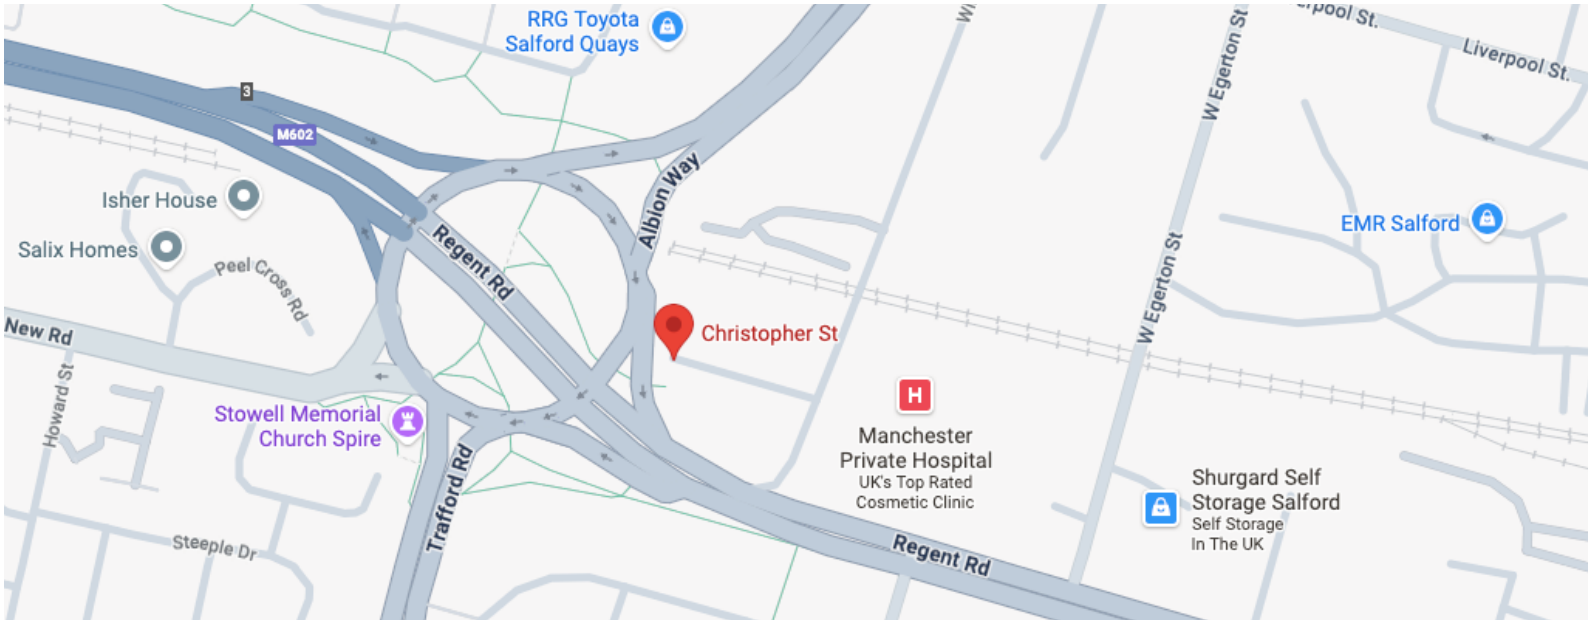 RRG Toyota
Salford Quays
Liverpool St.
W Egerton St
3
M602
Isher House
Albion Way
EMR Salford
Salix Homes
Regent Rd
Peel Cross Rd
W Egerton St
New Rd
Christopher St
Howard St
Stowell Memorial
Church Spire
H
Manchester
Private Hospital
UK's Top Rated
Cosmetic Clinic
Trafford Rd
Shurgard Self
Storage Salford
Self Storage
In The UK
Steeple Dr
Regent Rd